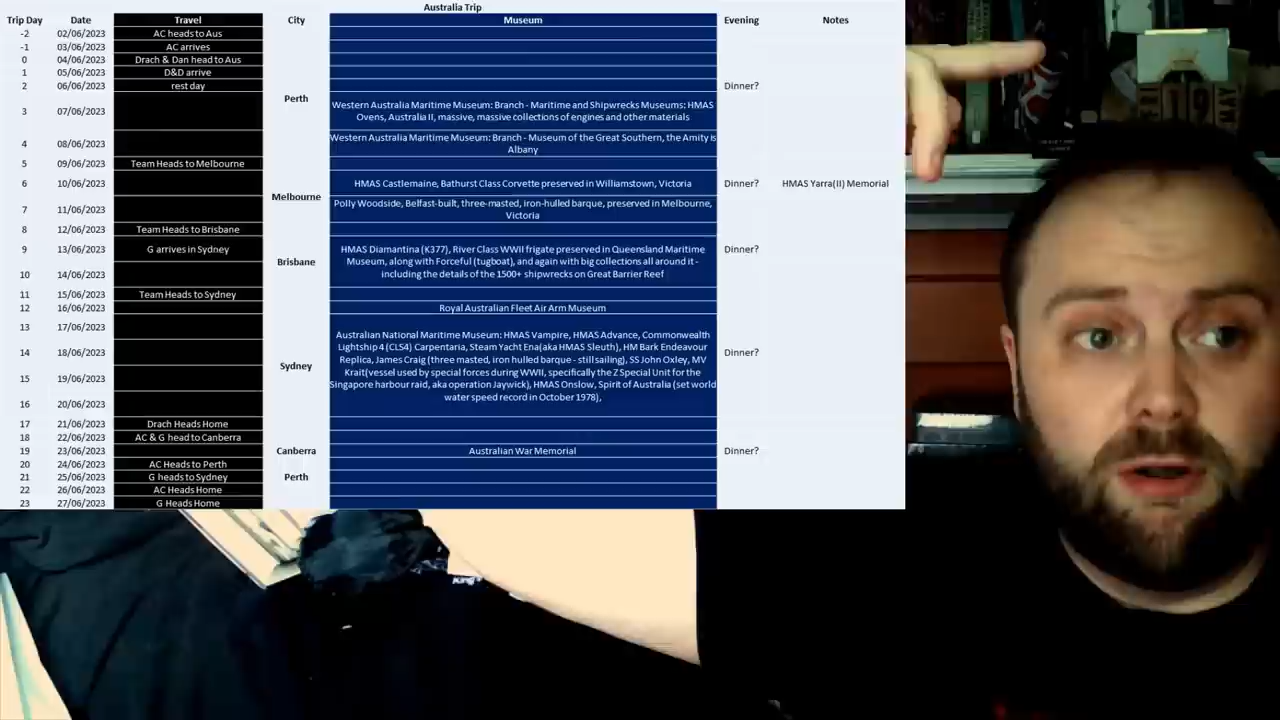 Australia Trip
Trip Day Date Travel City Museum Evening Notes
-2 02/06/2023 AC heads to Aus
-1 03/06/2023 AC arrives
0 04/06/2023 Drach & Dan head to Aus
1 05/06/2023 D&D arrive
2 06/06/2023 rest day Dinner?
Perth
3 07/06/2023 Western Australia Maritime Museum: Branch - Maritime and Shipwrecks Museums: HMAS
Ovens, Australia II, massive, massive collections of engines and other materials
4 08/06/2023 Western Australia Maritime Museum: Branch - Museum of the Great Southern, the Amity is
Albany
5 09/06/2023 Team Heads to Melbourne
6 10/06/2023 HMAS Castlemaine, Bathurst Class Corvette preserved in Williamstown, Victoria Dinner? HMAS Yarra(II) Memorial
Melbourne
7 11/06/2023 Polly Woodside, Belfast-built, three-masted, iron-hulled barque, preserved in Melbourne,
Victoria
8 12/06/2023 Team Heads to Brisbane
9 13/06/2023 G arrives in Sydney HMAS Diamantina (K377), River Class WWII frigate preserved in Queensland Maritime Dinner?
Brisbane Museum, along with Forceful (tugboat), and again with big collections all around it -
10 14/06/2023 including the details of the 1500+ shipwrecks on Great Barrier Reef
11 15/06/2023 Team Heads to Sydney
12 16/06/2023 Royal Australian Fleet Air Arm Museum
13 17/06/2023 Australian National Maritime Museum: HMAS Vampire, HMAS Advance, Commonwealth
14 18/06/2023 Lightship 4 (CLS4) Carpentaria, Steam Yacht Ena(aka HMAS Sleuth), HM Bark Endeavour Dinner?
Sydney Replica, James Craig (three masted, iron hulled barque - still sailing), SS John Oxley, MV
15 19/06/2023 Krait(vessel used by special forces during WWII, specifically the Z Special Unit for the
Singapore harbour raid, aka operation Jaywick), HMAS Onslow, Spirit of Australia (set world
16 20/06/2023 water speed record in October 1978),
17 21/06/2023 Drach Heads Home
18 22/06/2023 AC & G head to Canberra
19 23/06/2023 Canberra Australian War Memorial Dinner?
20 24/06/2023 AC Heads to Perth
21 25/06/2023 G heads to Sydney Perth
22 26/06/2023 AC Heads Home
23 27/06/2023 G Heads Home